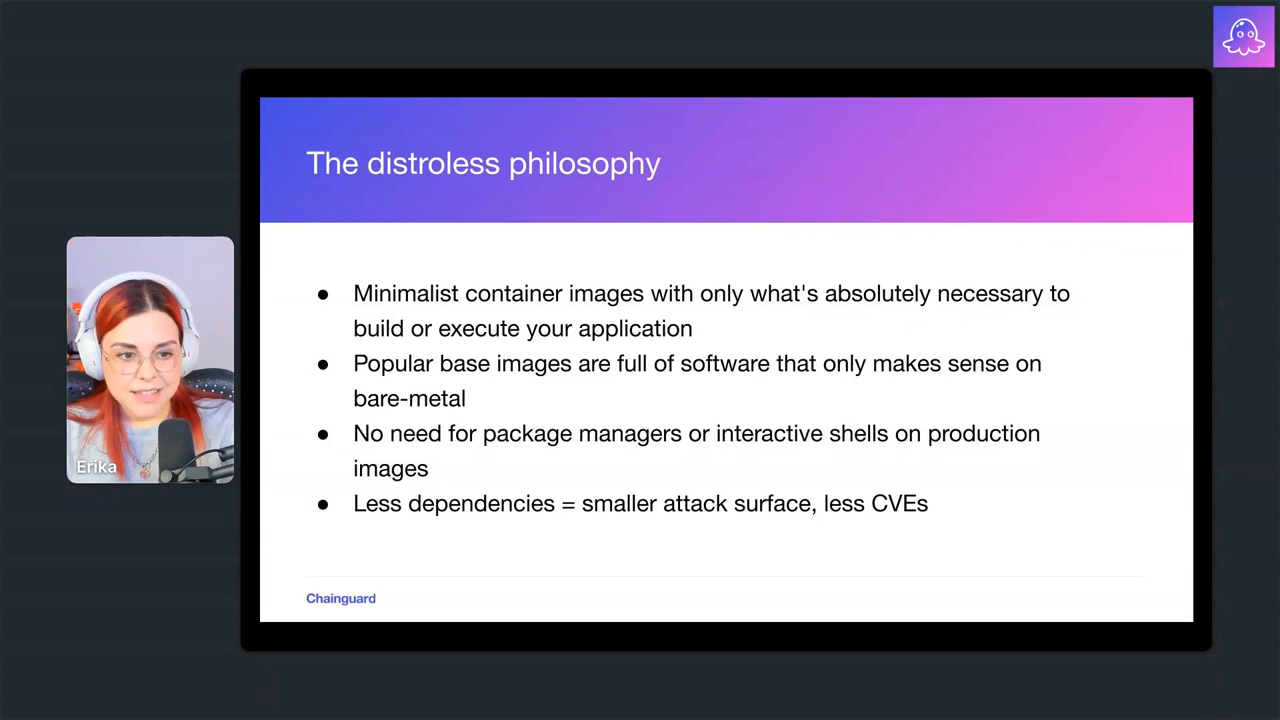 The distroless philosophy
● Minimalist container images with only what's absolutely necessary to
build or execute your application
● Popular base images are full of software that only makes sense on
bare-metal
● No need for package managers or interactive shells on production
images
● Less dependencies = smaller attack surface, less CVEs
Chainguard
Erika